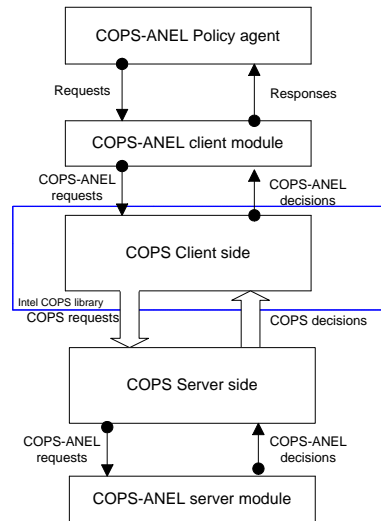 COPS-ANEL Policy agent
Requests
Responses
COPS-ANEL client module
COPS-ANEL
requests
COPS-ANEL
decisions
COPS Client side
Intel COPS library
COPS requests
COPS decisions
COPS Server side
COPS-ANEL
requests
COPS-ANEL
decisions
COPS-ANEL server module